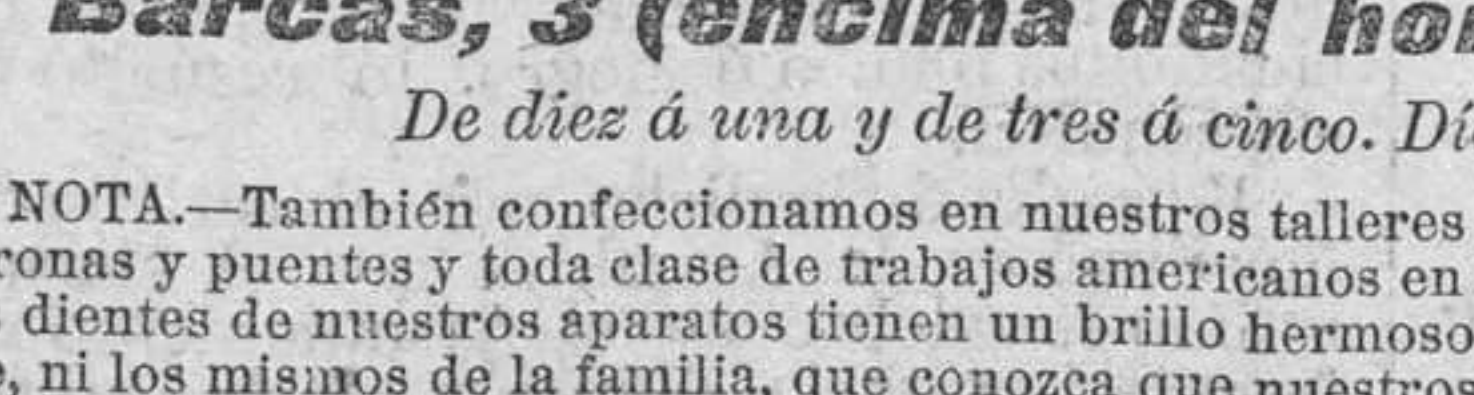 Barcas, 3 (encima del
De diez á una y de tres á cinco.
NOTA.—También confeccionamos en nuestros talleres
y puentes y toda clase de trabajos americanos en
dientes de nuestros aparatos tienen un brillo hermoso
ni los mismos de la familia, que conozca que nuestros